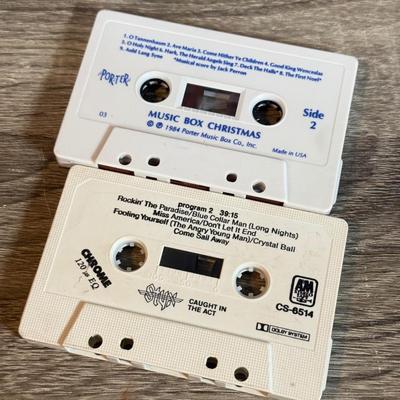 1. O Tannenbaum 2. Ave Maria 3. Come Hither Ye Children 4. Good King Wenceslas
5. O Holy Night 6. Hark, The Herald Angels Sing 7. Deck The Halls* 8. The First Noel*
9. Auld Lang Syne *Musical score by Jack Perron
PORTER
Side
2
03
MUSIC BOX CHRISTMAS
© ℗ 1984 Porter Music Box Co., Inc.
Made in USA
program 2 39:15
Rockin' The Paradise/Blue Collar Man (Long Nights)
Miss America/Don't Let It End
Fooling Yourself (The Angry Young Man)/Crystal Ball
Come Sail Away
CHROME
120 µs EQ
STYX
CAUGHT IN
THE ACT
A&M
CS-6514
DOLBY SYSTEM